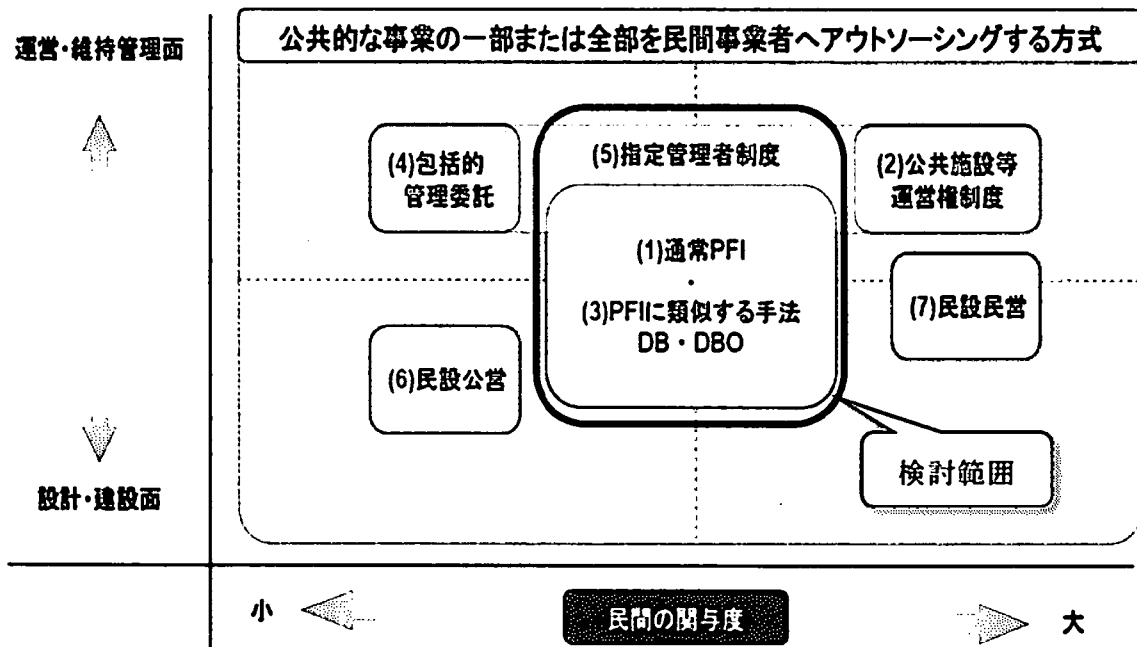 公共的な事業の一部または全部を民間事業者へアウトソーシングする方式
運営・維持管理面
(4)包括的
管理委託
(5)指定管理者制度
(2)公共施設等
運営権制度
(1)通常PFI
・
(3)PFIに類似する手法
DB・DBO
(7)民設民営
(6)民設公営
検討範囲
設計・建設面
小
民間の関与度
大